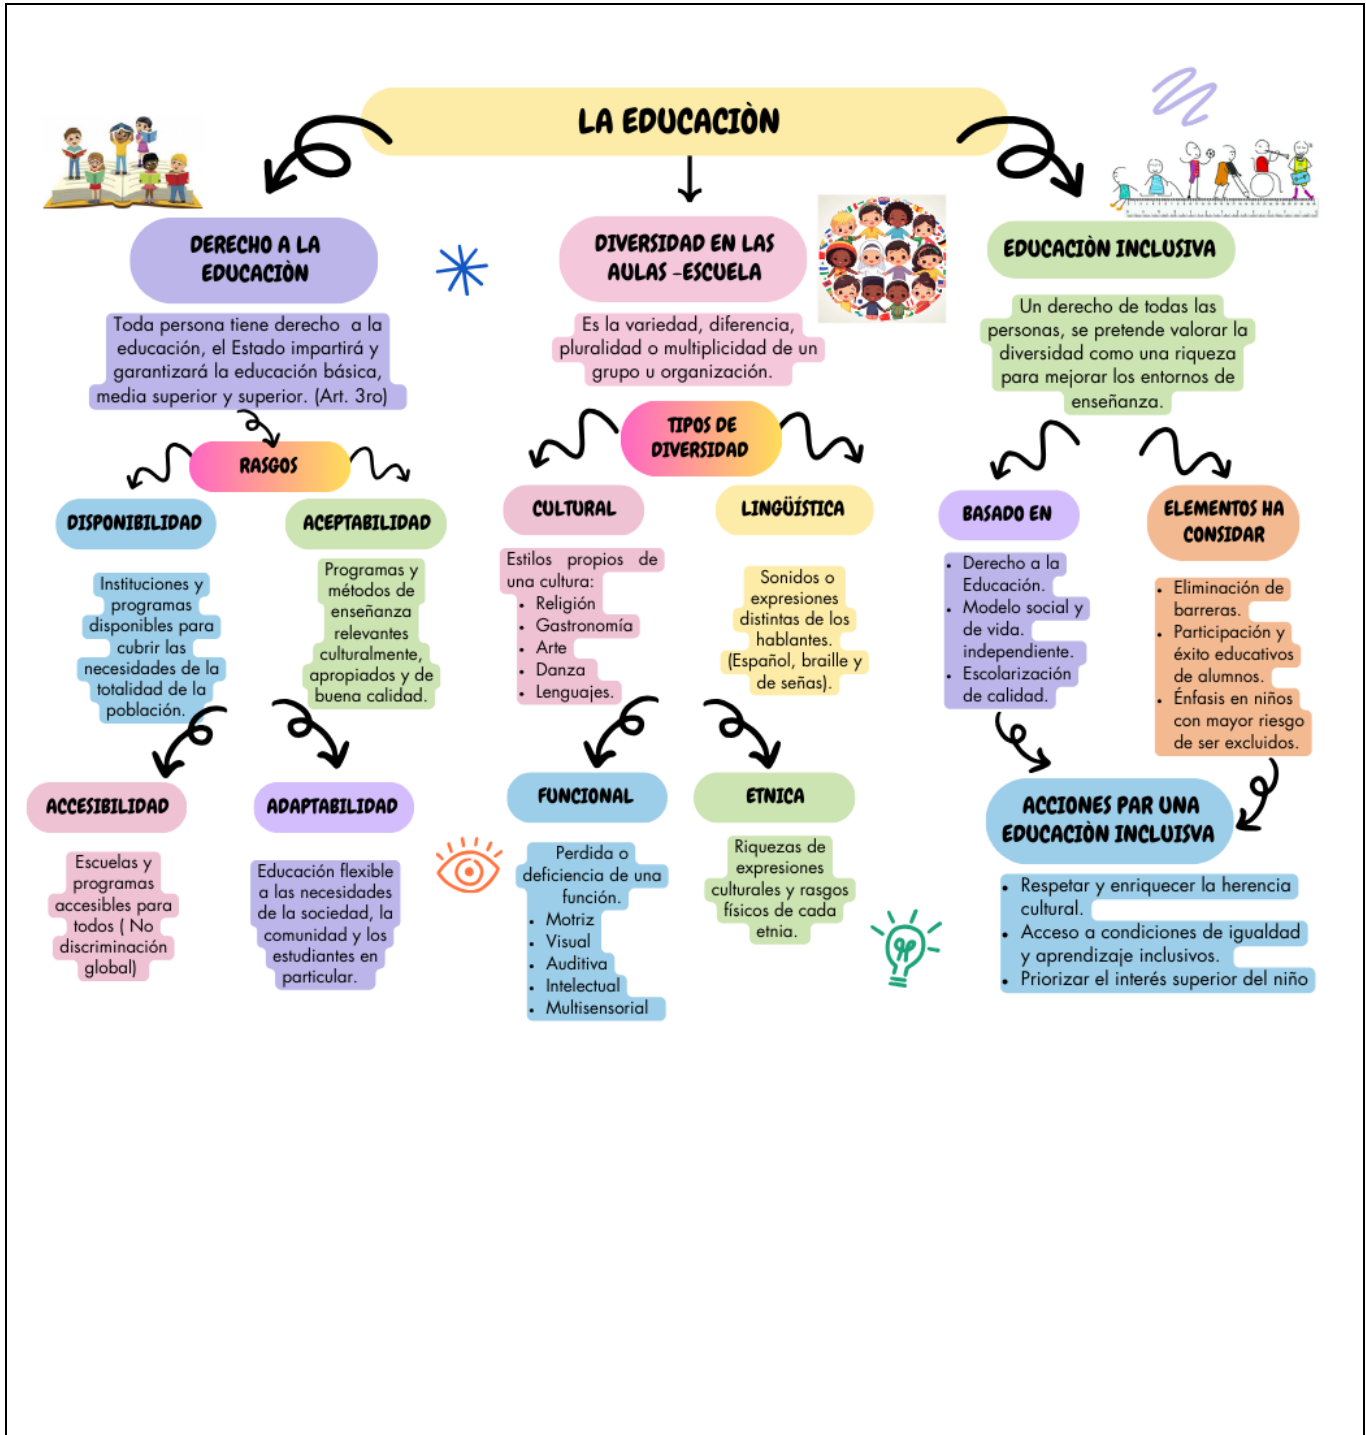 LA EDUCACIÒN
DERECHO A LA
EDUCACIÒN
Toda persona tiene derecho a la
educación, el Estado impartirá y
garantizará la educación básica,
media superior y superior. (Art. 3ro)
RASGOS
DISPONIBILIDAD
Instituciones y
programas
disponibles para
cubrir las
necesidades de la
totalidad de la
población.
ACEPTABILIDAD
Programas y
métodos de
enseñanza
relevantes
culturalmente,
apropiados y de
buena calidad.
ACCESIBILIDAD
Escuelas y
programas
accesibles para
todos ( No
discriminación
global)
ADAPTABILIDAD
Educación flexible
a las necesidades
de la sociedad, la
comunidad y los
estudiantes en
particular.
DIVERSIDAD EN LAS
AULAS -ESCUELA
Es la variedad, diferencia,
pluralidad o multiplicidad de un
grupo u organización.
TIPOS DE
DIVERSIDAD
CULTURAL
Estilos propios de
una cultura:
• Religión
• Gastronomía
• Arte
• Danza
• Lenguajes.
LINGÜÍSTICA
Sonidos o
expresiones
distintas de los
hablantes.
(Español, braille y
de señas).
FUNCIONAL
Perdida o
deficiencia de una
función.
• Motriz
• Visual
• Auditiva
• Intelectual
• Multisensorial
ETNICA
Riquezas de
expresiones
culturales y rasgos
físicos de cada
etnia.
EDUCACIÒN INCLUSIVA
Un derecho de todas las
personas, se pretende valorar la
diversidad como una riqueza
para mejorar los entornos de
enseñanza.
BASADO EN
• Derecho a la
Educación.
• Modelo social y
de vida.
independiente.
• Escolarización
de calidad.
ELEMENTOS HA
CONSIDAR
• Eliminación de
barreras.
• Participación y
éxito educativos
de alumnos.
• Énfasis en niños
con mayor riesgo
de ser excluidos.
ACCIONES PAR UNA
EDUCACIÒN INCLUISVA
• Respetar y enriquecer la herencia
cultural.
• Acceso a condiciones de igualdad
y aprendizaje inclusivos.
• Priorizar el interés superior del niño